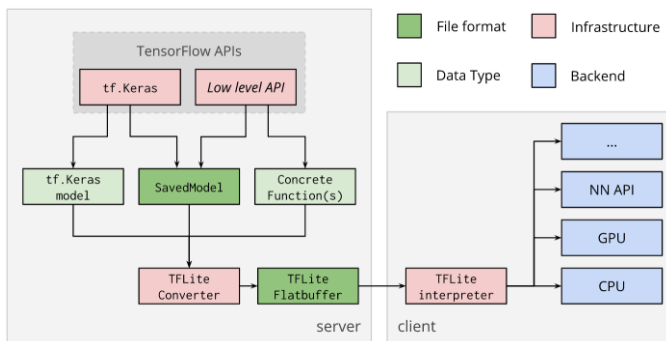 TensorFlow APIs
tf.Keras
Low level API
File format
Infrastructure
Data Type
Backend
tf.Keras
model
SavedModel
Concrete
Function(s)
...
NN API
GPU
CPU
TFLite
Converter
TFLite
Flatbuffer
TFLite
interpreter
server
client